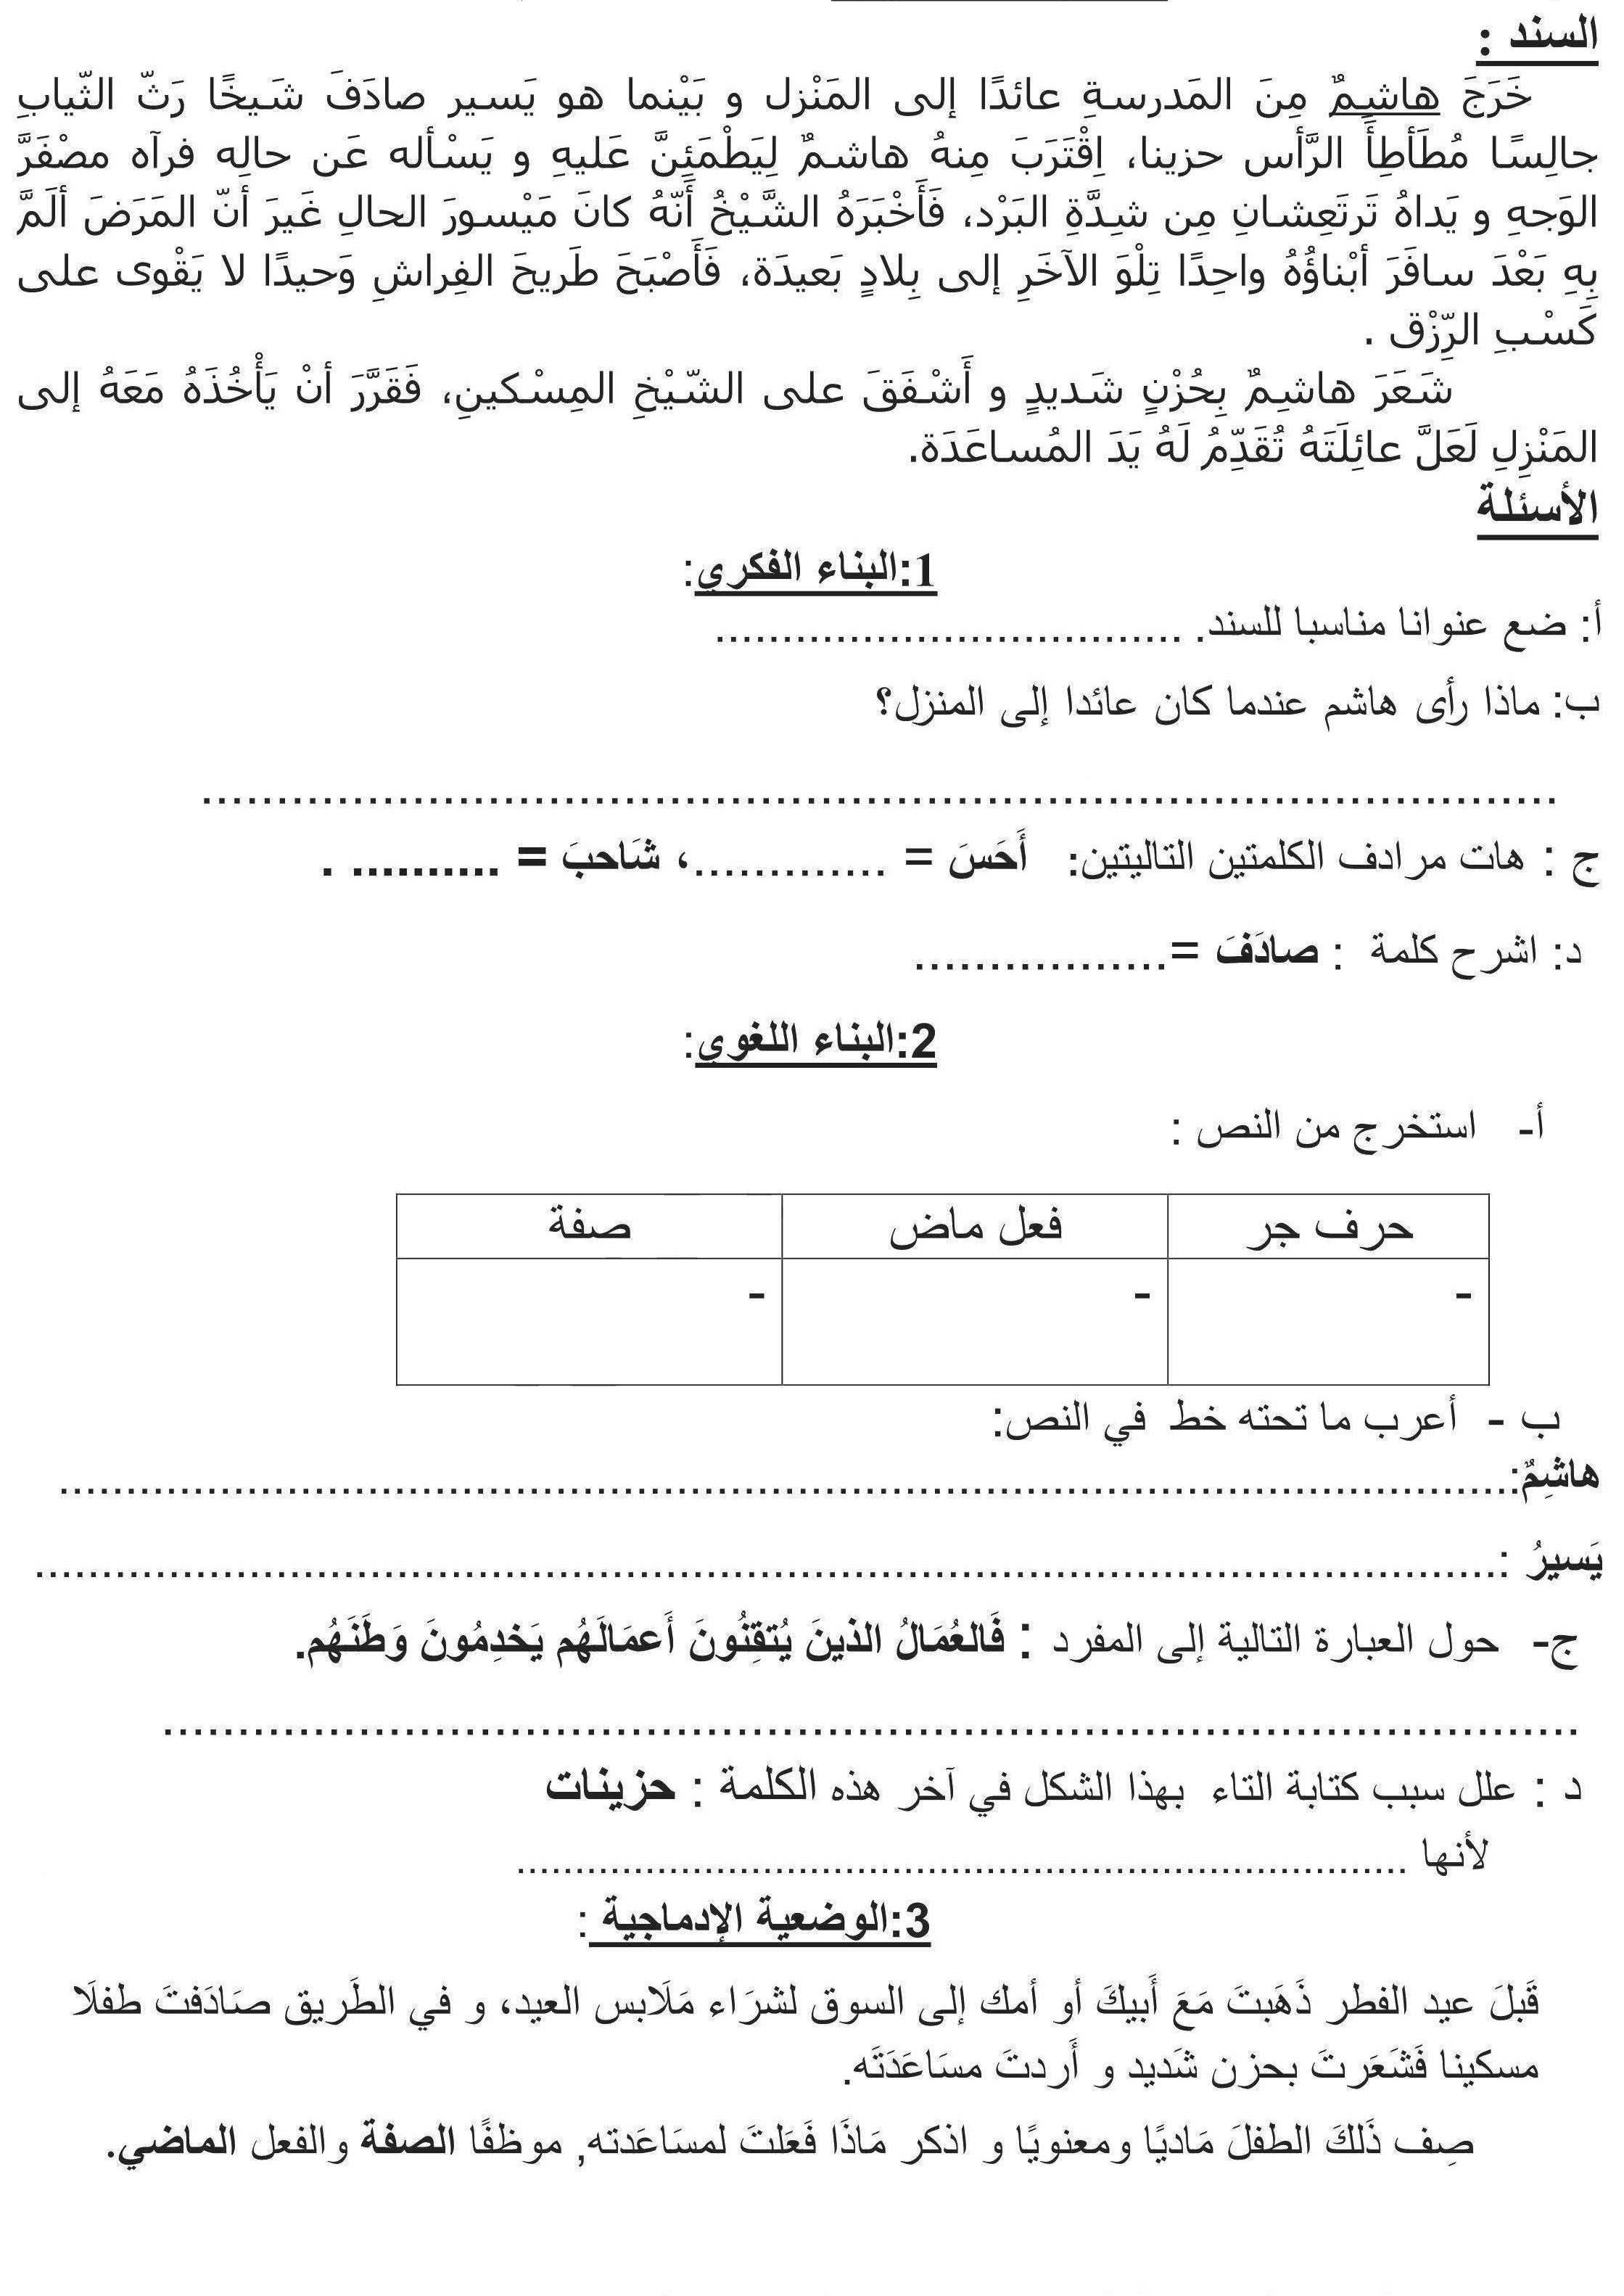 السند :
خَرَجَ هاشِمٌ مِنَ المَدرسةِ عائدًا إلى المَنْزل و بَيْنما هو يَسير صادَفَ شَيخًا رَثّ الثّيابِ
جالِسًا مُطَأطِأَ الرَّأس حزينا، اِقْتَرَبَ مِنهُ هاشمٌ لِيَطْمَئِنَّ عَليهِ و يَسْأله عَن حالِه فرآه مصْفَرَّ
الوَجهِ و يَداهُ تَرتَعِشانِ مِن شِدَّةِ البَرْد، فَأَخْبَرَهُ الشَّيْخُ أَنّهُ كانَ مَيْسورَ الحالِ غَيرَ أنّ المَرَضَ ألَمَّ
بِهِ بَعْدَ سافَرَ أبْناؤُهُ واحِدًا تِلْوَ الآخَرِ إلى بِلادٍ بَعيدَة، فَأَصْبَحَ طَريحَ الفِراشِ وَحيدًا لا يَقْوى على
كَسْبِ الرِّزْق .
شَعَرَ هاشِمٌ بِحُزْنٍ شَديدٍ و أَشْفَقَ على الشّيْخِ المِسْكينِ، فَقَرَّرَ أنْ يَأْخُذَهُ مَعَهُ إلى
المَنْزِلِ لَعَلَّ عائِلَتَهُ تُقَدِّمُ لَهُ يَدَ المُساعَدَة.
الأسئلة
1:البناء الفكري:
أ: ضع عنوانا مناسبا للسند. ...................................
ب: ماذا رأى هاشم عندما كان عائدا إلى المنزل؟
..........................................................................................
ج : هات مرادف الكلمتين التاليتين: أَحَسَ = .............، شَاحبَ = .......... .
د: اشرح كلمة : صادَفَ =.................
2:البناء اللغوي:
أ- استخرج من النص :
حرف جر فعل ماض صفة
- - -
ب - أعرب ما تحته خط في النص:
هاشِمٌ:............................................................................................................
يَسيرُ :.............................................................................................................
ج- حول العبارة التالية إلى المفرد : فَالعُمَالُ الذينَ يُتقِنُونَ أَعمَالَهُم يَخدِمُونَ وَطَنَهُم.
..............................................................................................
د : علل سبب كتابة التاء بهذا الشكل في آخر هذه الكلمة : حزينات
لأنها ..........................................................................
3:الوضعية الإدماجية :
قَبلَ عيد الفطر ذَهَبتَ مَعَ أَبيكَ أو أمك إلى السوق لشرَاء مَلَابس العيد، و في الطَريق صَادَفتَ طفلَا
مسكينا فَشَعَرتَ بحزن شَديد و أَردتَ مسَاعَدَتَه.
صِف ذَلكَ الطفلَ مَاديًا ومعنويًا و اذكر مَاذَا فَعَلتَ لمسَاعَدته, موظفًا الصفة والفعل الماضي.